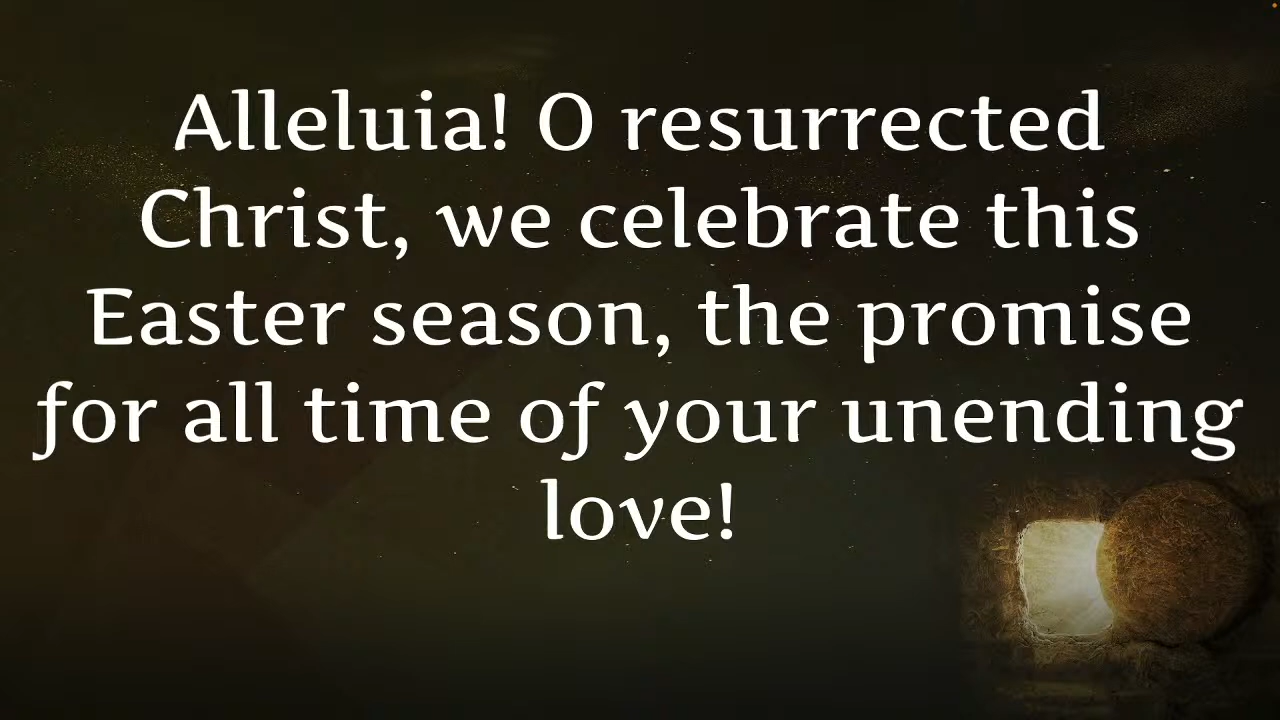 Alleluia! O resurrected
Christ, we celebrate this
Easter season, the promise
for all time of your unending
love!